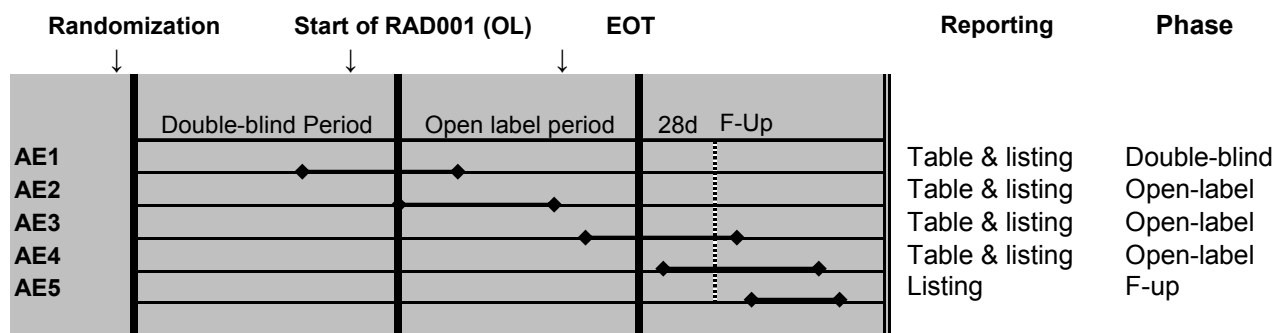 Randomization Start of RAD001 (OL) EOT Reporting Phase
↓ ↓ ↓
Double-blind Period Open label period 28d F-Up
AE1 Table & listing Double-blind
AE2 Table & listing Open-label
AE3 Table & listing Open-label
AE4 Table & listing Open-label
AE5 Listing F-up